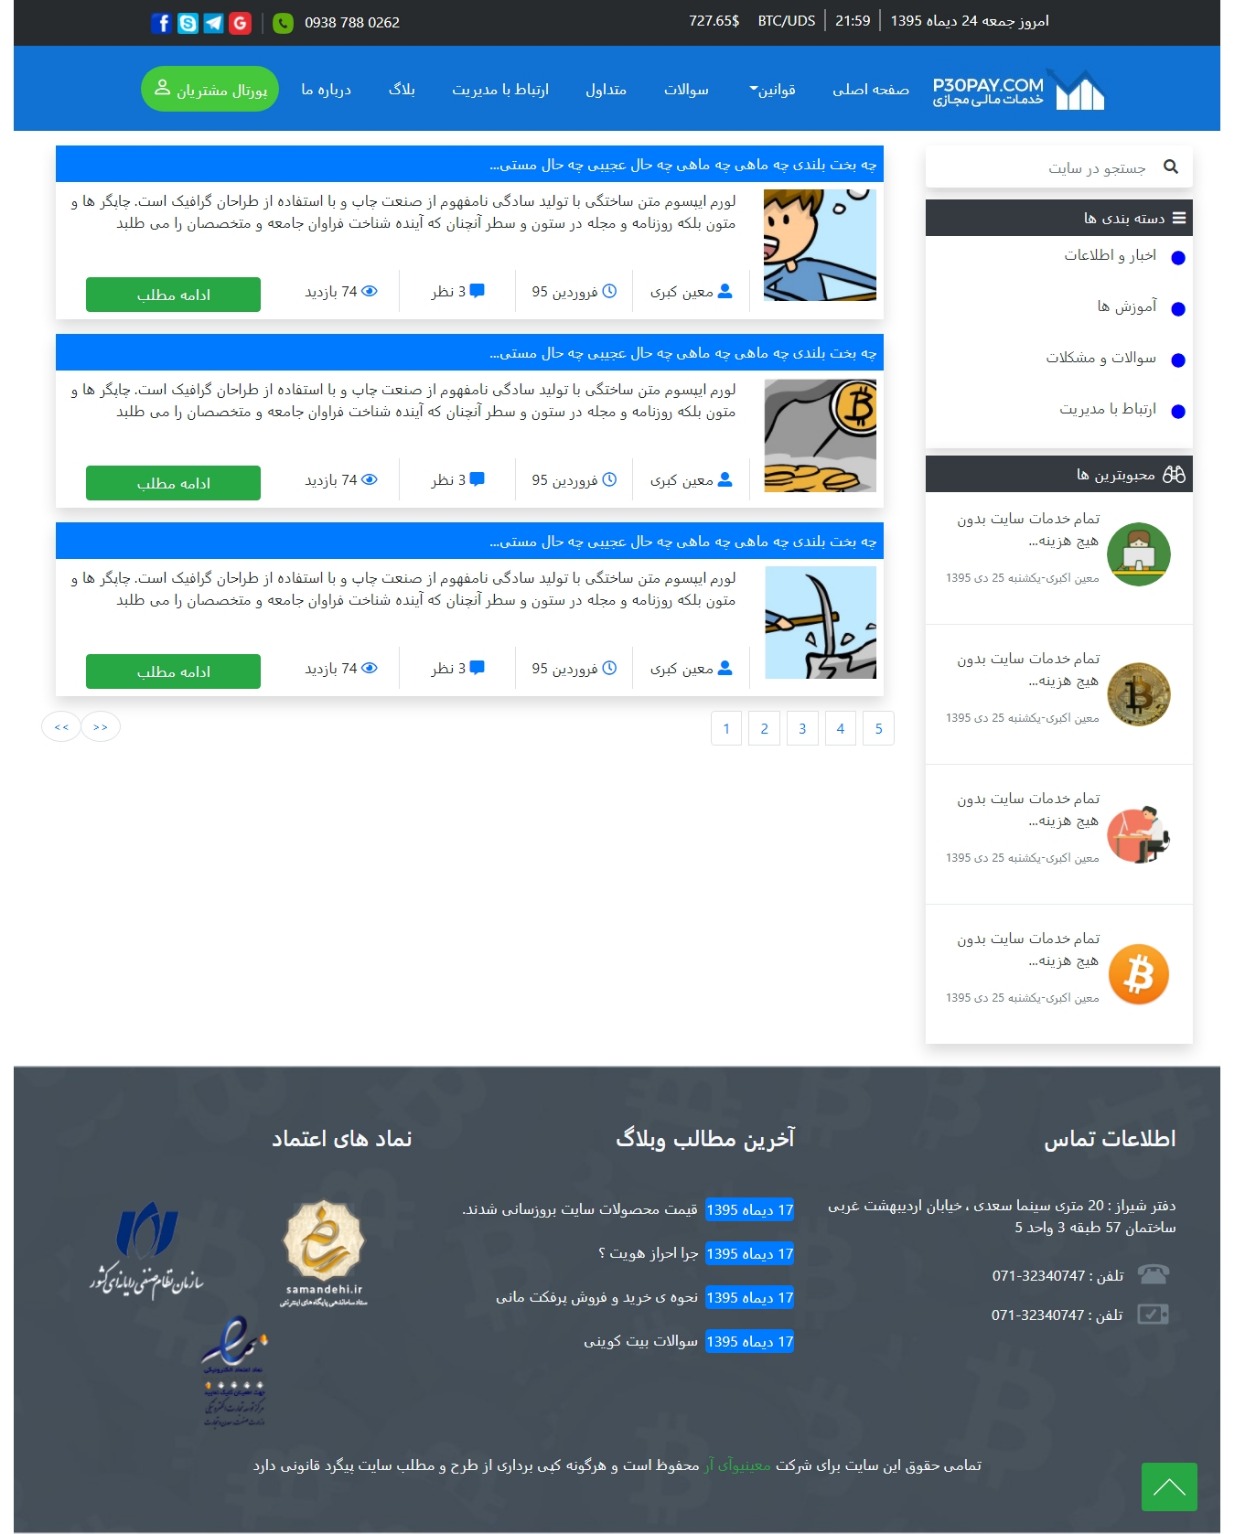 امروز جمعه 24 دیماه 1395 | 21:59 | BTC/UDS 727.65$
0938 788 0262
P30PAY.COM
خدمات مالی مجازی
صفحه اصلی
قوانین
سوالات
متداول
ارتباط با مدیریت
بلاگ
درباره ما
پورتال مشتریان
جستجو در سایت
دسته بندی ها
اخبار و اطلاعات
آموزش ها
سوالات و مشکلات
ارتباط با مدیریت
محبوبترین ها
تمام خدمات سایت بدون
هیچ هزینه...
معین اکبری-یکشنبه 25 دی 1395
تمام خدمات سایت بدون
هیچ هزینه...
معین اکبری-یکشنبه 25 دی 1395
تمام خدمات سایت بدون
هیچ هزینه...
معین اکبری-یکشنبه 25 دی 1395
تمام خدمات سایت بدون
هیچ هزینه...
معین اکبری-یکشنبه 25 دی 1395
چه بخت بلندی چه ماهی چه ماهی چه حال عجیبی چه حال مستی...
لورم ایپسوم متن ساختگی با تولید سادگی نامفهوم از صنعت چاپ و با استفاده از طراحان گرافیک است. چاپگر ها و
متون بلکه روزنامه و مجله در ستون و سطر آنچنان که آینده شناخت فراوان جامعه و متخصصان را می طلبد
معین کبری
فروردین 95
3 نظر
74 بازدید
ادامه مطلب
چه بخت بلندی چه ماهی چه ماهی چه حال عجیبی چه حال مستی...
لورم ایپسوم متن ساختگی با تولید سادگی نامفهوم از صنعت چاپ و با استفاده از طراحان گرافیک است. چاپگر ها و
متون بلکه روزنامه و مجله در ستون و سطر آنچنان که آینده شناخت فراوان جامعه و متخصصان را می طلبد
معین کبری
فروردین 95
3 نظر
74 بازدید
ادامه مطلب
چه بخت بلندی چه ماهی چه ماهی چه حال عجیبی چه حال مستی...
لورم ایپسوم متن ساختگی با تولید سادگی نامفهوم از صنعت چاپ و با استفاده از طراحان گرافیک است. چاپگر ها و
متون بلکه روزنامه و مجله در ستون و سطر آنچنان که آینده شناخت فراوان جامعه و متخصصان را می طلبد
معین کبری
فروردین 95
3 نظر
74 بازدید
ادامه مطلب
1 2 3 4 5
<< >>
اطلاعات تماس
دفتر شیراز : 20 متری سینما سعدی ، خیابان اردیبهشت غربی
ساختمان 57 طبقه 3 واحد 5
تلفن : 32340747-071
تلفن : 32340747-071
آخرین مطالب وبلاگ
17 دیماه 1395 قیمت محصولات سایت بروزسانی شدند.
17 دیماه 1395 چرا احراز هویت ؟
17 دیماه 1395 نحوه ی خرید و فروش پرفکت مانی
17 دیماه 1395 سوالات بیت کوینی
نماد های اعتماد
samandehi.ir
ستاد ساماندهی پایگاه های اینترنتی
سازمان نظام صنفی رایانه‌ای کشور
تمامی حقوق این سایت برای شرکت معینیوآی آر محفوظ است و هرگونه کپی برداری از طرح و مطلب سایت پیگرد قانونی دارد